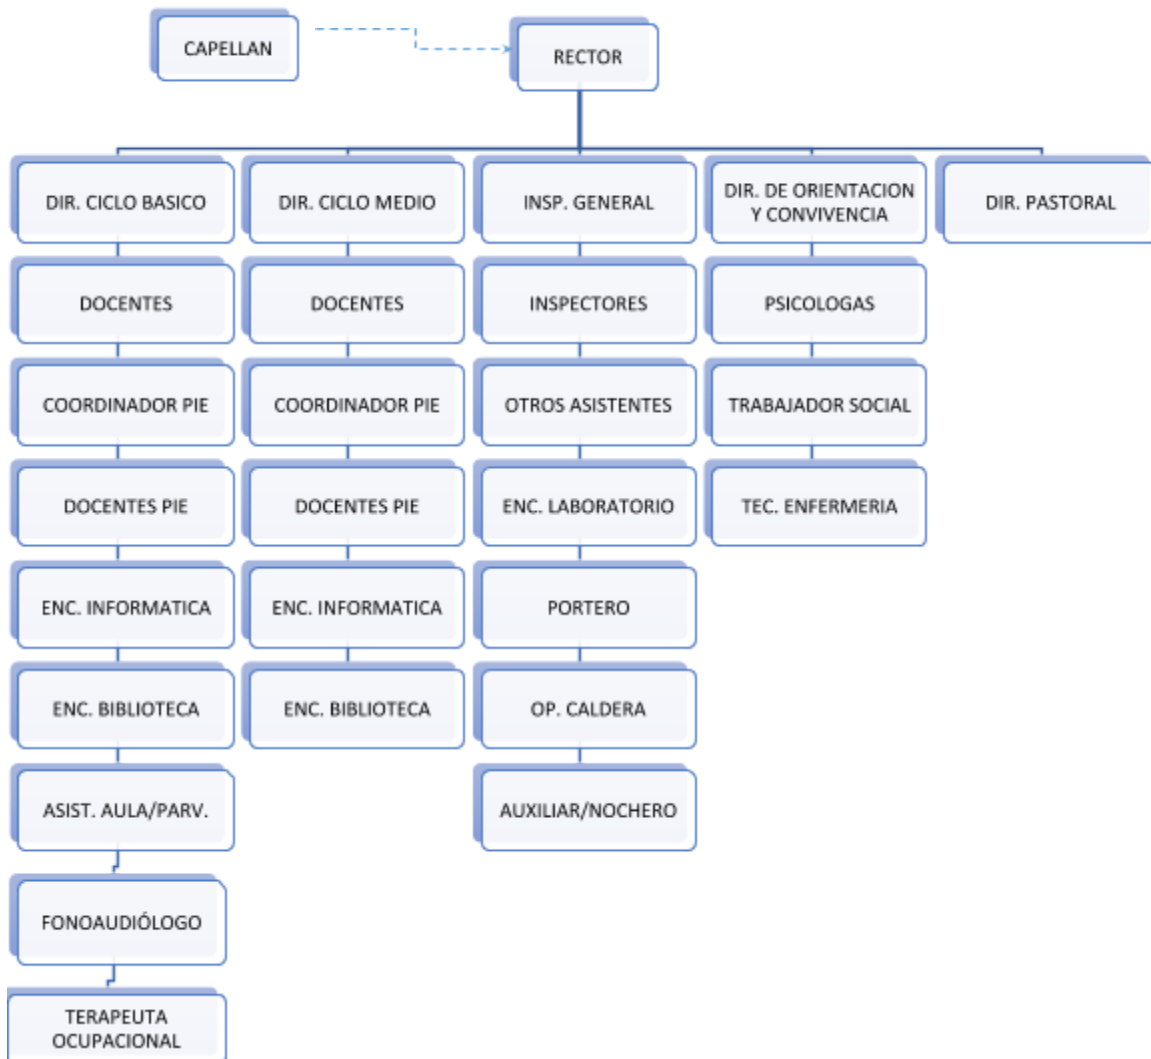 CAPELLAN
RECTOR
DIR. CICLO BASICO
DIR. CICLO MEDIO
INSP. GENERAL
DIR. DE ORIENTACION
Y CONVIVENCIA
DIR. PASTORAL
DOCENTES
DOCENTES
INSPECTORES
PSICOLOGAS
COORDINADOR PIE
COORDINADOR PIE
OTROS ASISTENTES
TRABAJADOR SOCIAL
DOCENTES PIE
DOCENTES PIE
ENC. LABORATORIO
TEC. ENFERMERIA
ENC. INFORMATICA
ENC. INFORMATICA
PORTERO
ENC. BIBLIOTECA
ENC. BIBLIOTECA
OP. CALDERA
ASIST. AULA/PARV.
AUXILIAR/NOCHERO
FONOAUDIÓLOGO
TERAPEUTA
OCUPACIONAL